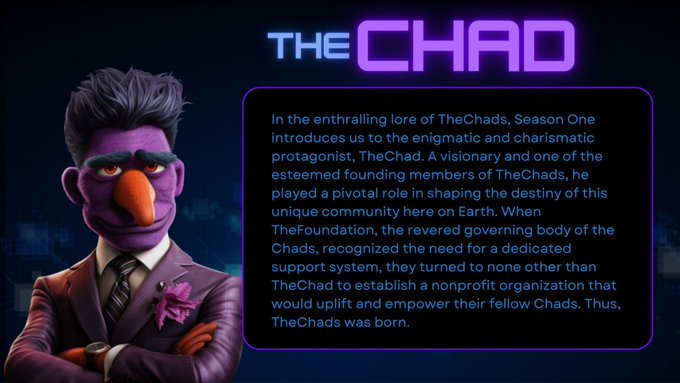 THE CHAD
In the enthralling lore of TheChads, Season One
introduces us to the enigmatic and charismatic
protagonist, TheChad. A visionary and one of the
esteemed founding members of TheChads, he
played a pivotal role in shaping the destiny of this
unique community here on Earth. When
TheFoundation, the revered governing body of the
Chads, recognized the need for a dedicated
support system, they turned to none other than
TheChad to establish a nonprofit organization that
would uplift and empower their fellow Chads. Thus,
TheChads was born.